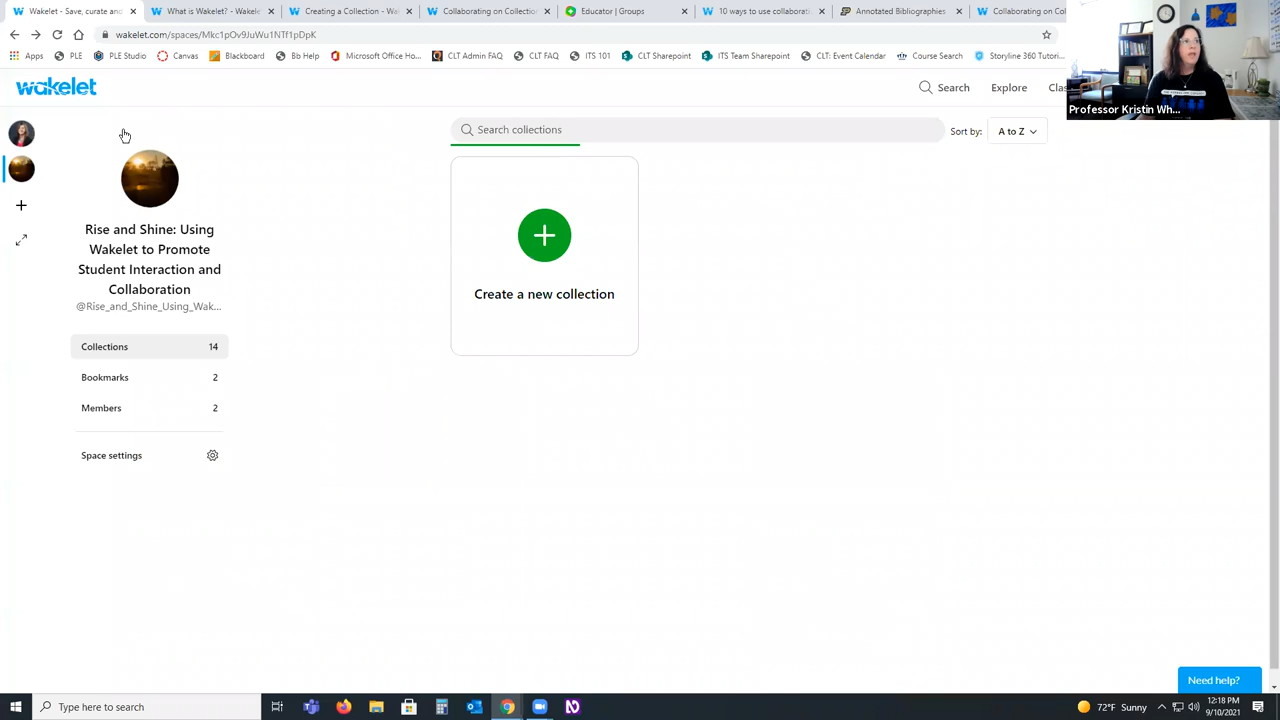 Wakelet - Save, curate and
What is Wakelet? - Wakele
Creating a Collection - Wak
Collaborating on Collection
Educator | Groups
10 ways to use collaborati
Annotated Bibliographies
Collaborating on Col
wakelet.com/spaces/Mkc1pOv9JuWu1NTf1pDpK
Apps
PLE
PLE Studio
Canvas
Blackboard
Bb Help
Microsoft Office Ho...
CLT Admin FAQ
CLT FAQ
ITS 101
CLT Sharepoint
ITS Team Sharepoint
CLT: Event Calendar
Course Search
Storyline 360 Tutori...
Professor Kristin Wh...
wakelet
Search
Explore
Search collections
Sort by:
A to Z
Rise and Shine: Using
Wakelet to Promote
Student Interaction and
Collaboration
@Rise_and_Shine_Using_Wak...
Collections 14
Bookmarks 2
Members 2
Space settings
Create a new collection
Need help?
Type here to search
72°F Sunny
12:18 PM
9/10/2021